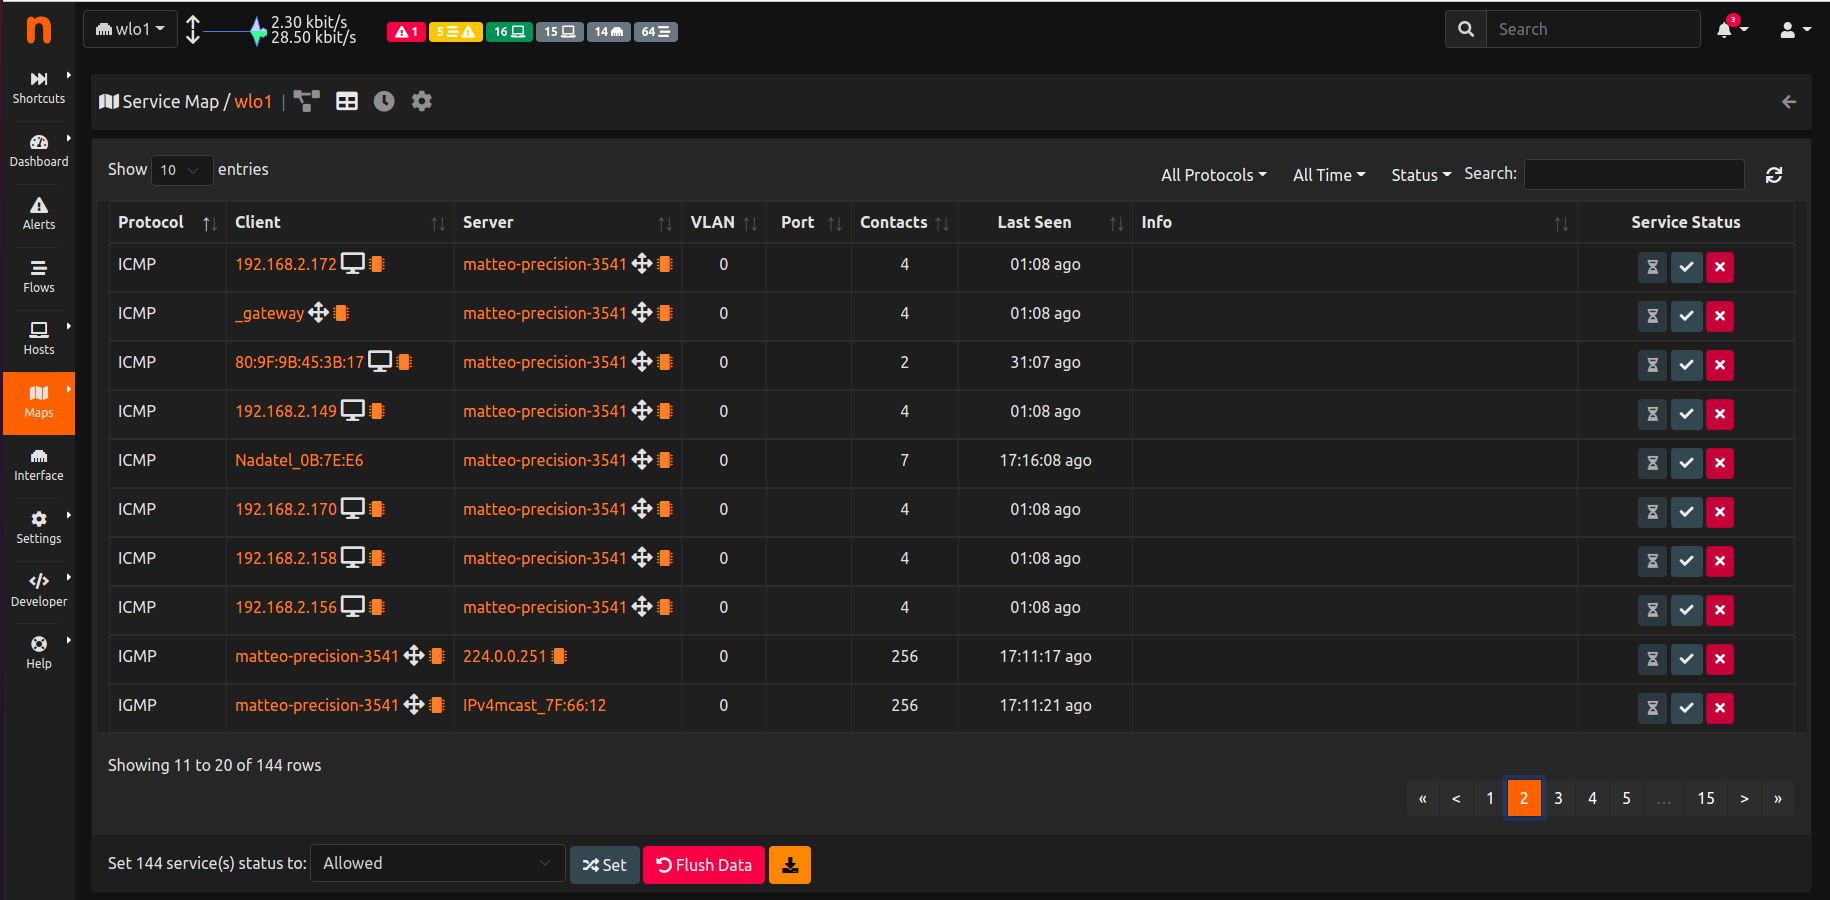 n
wlo1
2.30 kbit/s
28.50 kbit/s
1
5
16
15
14
64
Search
3
Shortcuts
Dashboard
Alerts
Flows
Hosts
Maps
Interface
Settings
Developer
Help
Service Map / wlo1 |
Show 10 entries
All Protocols All Time Status Search:
Protocol Client Server VLAN Port Contacts Last Seen Info Service Status
ICMP 192.168.2.172 matteo-precision-3541 0 4 01:08 ago
ICMP _gateway matteo-precision-3541 0 4 01:08 ago
ICMP 80:9F:9B:45:3B:17 matteo-precision-3541 0 2 31:07 ago
ICMP 192.168.2.149 matteo-precision-3541 0 4 01:08 ago
ICMP Nadatel_0B:7E:E6 matteo-precision-3541 0 7 17:16:08 ago
ICMP 192.168.2.170 matteo-precision-3541 0 4 01:08 ago
ICMP 192.168.2.158 matteo-precision-3541 0 4 01:08 ago
ICMP 192.168.2.156 matteo-precision-3541 0 4 01:08 ago
IGMP matteo-precision-3541 224.0.0.251 0 256 17:11:17 ago
IGMP matteo-precision-3541 IPv4mcast_7F:66:12 0 256 17:11:21 ago
Showing 11 to 20 of 144 rows
« < 1 2 3 4 5 ... 15 > »
Set 144 service(s) status to: Allowed Set Flush Data